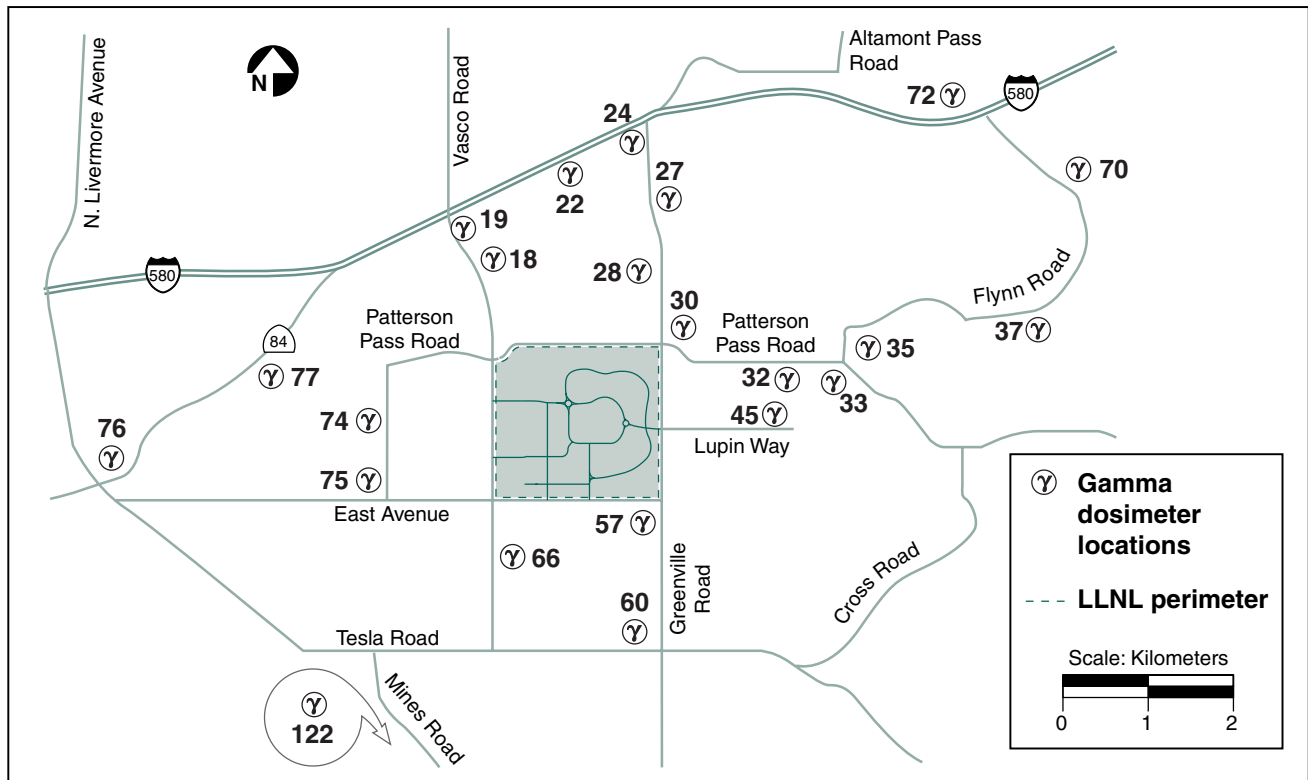 N. Livermore Avenue
N
Vasco Road
Altamont Pass
Road
72 γ
580
24
γ
27
γ
γ
22
γ 70
γ 19
γ 18
580
28 γ
Flynn Road
30
γ
37 γ
84
Patterson
Pass Road
Patterson
Pass Road
γ 35
γ 77
32 γ
γ
33
74 γ
45 γ
Lupin Way
76
γ
75 γ
East Avenue
57 γ
γ 66
Greenville
Road
Cross Road
60
γ
Tesla Road
Mines Road
γ
122
γ Gamma
dosimeter
locations
LLNL perimeter
Scale: Kilometers
0 1 2